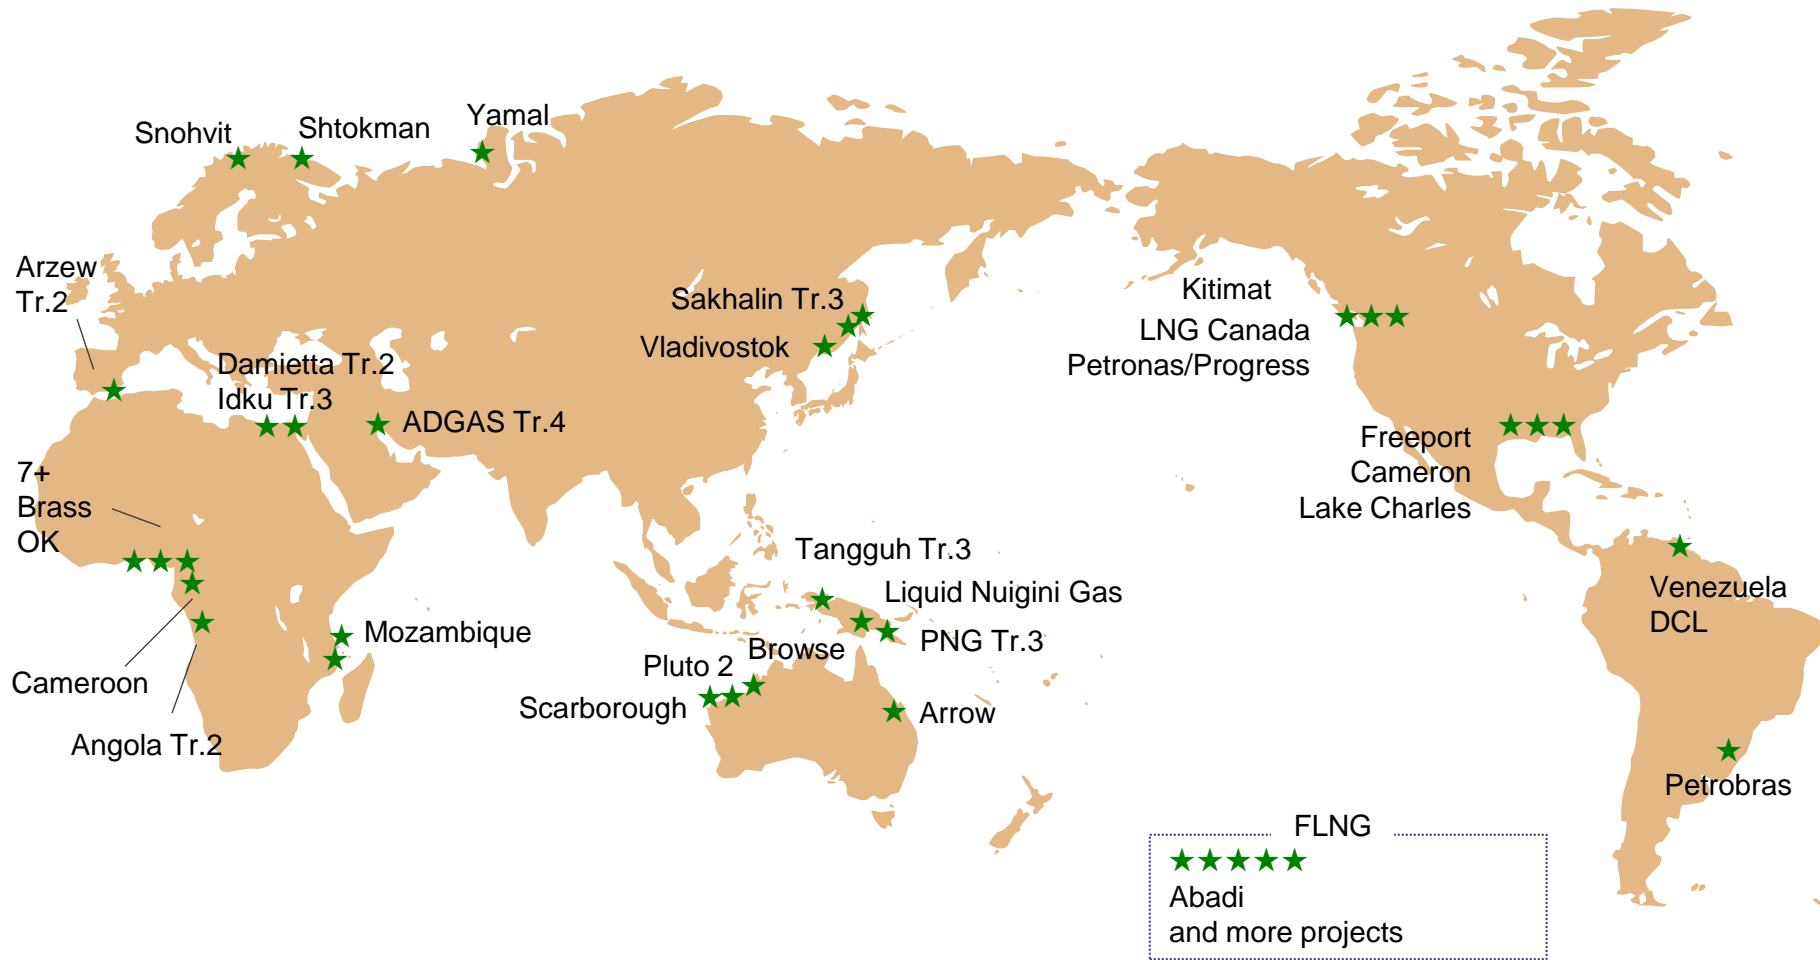 Yamal
Shtokman
Snohvit
Arzew
Tr.2
Sakhalin Tr.3
Vladivostok
Kitimat
LNG Canada
Petronas/Progress
Damietta Tr.2
Idku Tr.3
ADGAS Tr.4
Freeport
Cameron
Lake Charles
7+
Brass
OK
Tangguh Tr.3
Liquid Nuigini Gas
PNG Tr.3
Venezuela
DCL
Mozambique
Browse
Pluto 2
Scarborough
Arrow
Cameroon
Angola Tr.2
Petrobras
FLNG
Abadi
and more projects